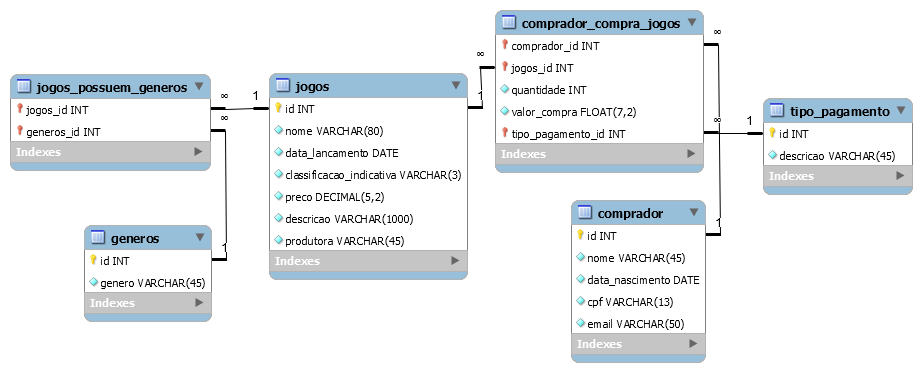 jogos_possuem_generos
jogos_id INT
generos_id INT
Indexes
∞
∞
1
generos
id INT
genero VARCHAR(45)
Indexes
1
jogos
id INT
nome VARCHAR(80)
data_lancamento DATE
classificacao_indicativa VARCHAR(3)
preco DECIMAL(5,2)
descricao VARCHAR(1000)
produtora VARCHAR(45)
Indexes
1
∞
comprador_compra_jogos
comprador_id INT
jogos_id INT
quantidade INT
valor_compra FLOAT(7,2)
tipo_pagamento_id INT
Indexes
∞
∞
1
tipo_pagamento
id INT
descricao VARCHAR(45)
Indexes
comprador
id INT
nome VARCHAR(45)
data_nascimento DATE
cpf VARCHAR(13)
email VARCHAR(50)
Indexes
1